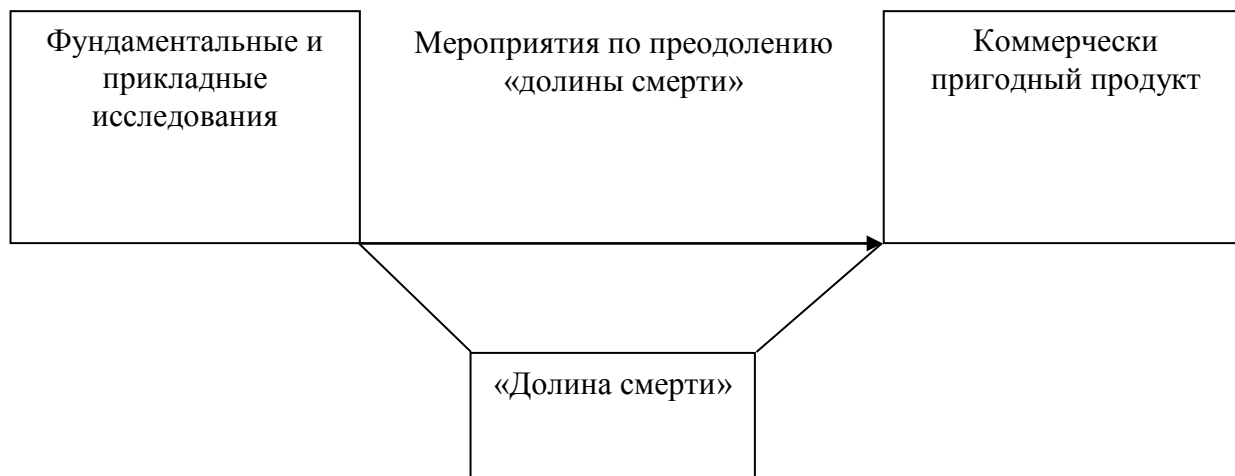 Фундаментальные и
прикладные
исследования
Мероприятия по преодолению
«долины смерти»
Коммерчески
пригодный продукт
«Долина смерти»